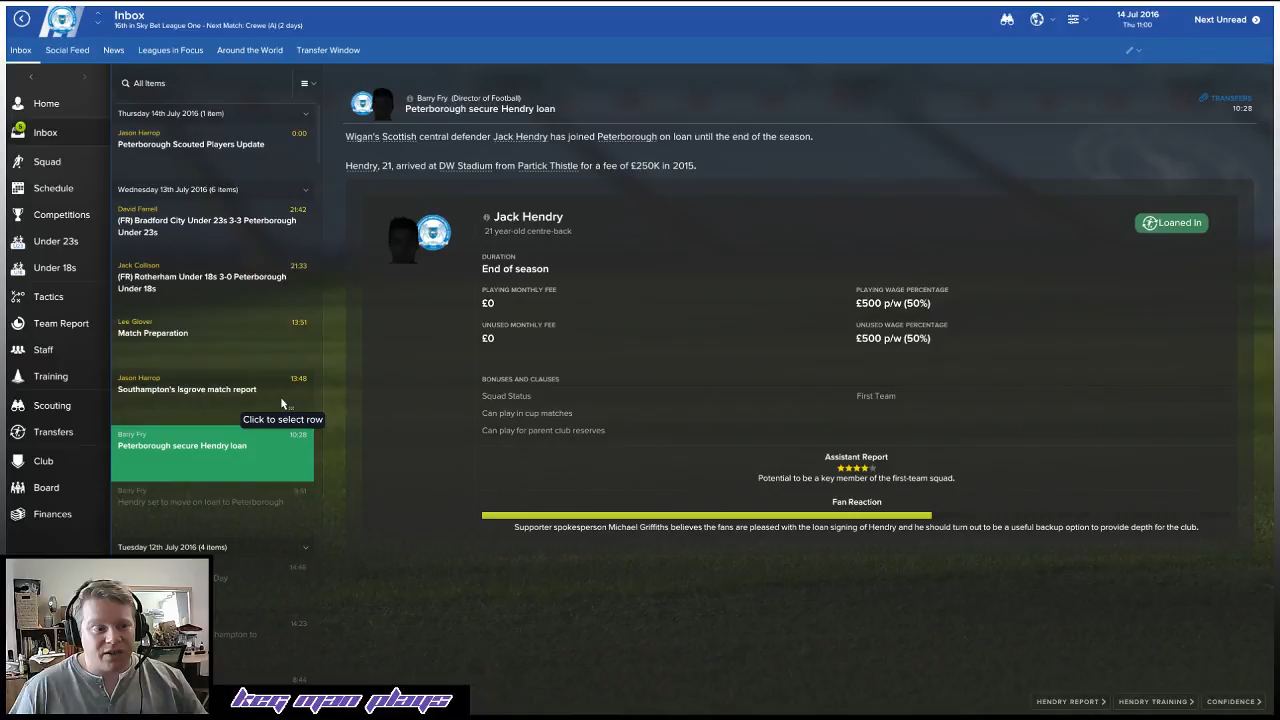 Inbox
16th in Sky Bet League One - Next Match: Crewe (A) (2 days)
14 Jul 2016
Thu 11:00
Next Unread
Inbox
Social Feed
News
Leagues in Focus
Around the World
Transfer Window
Home
5
Inbox
Squad
Schedule
Competitions
Under 23s
Under 18s
Tactics
Team Report
Staff
Training
Scouting
Transfers
Club
Board
Finances
All Items
Thursday 14th July 2016 (1 item)
Jason Harrop 0:00
Peterborough Scouted Players Update
Wednesday 13th July 2016 (6 items)
David Farrell 21:42
(FR) Bradford City Under 23s 3-3 Peterborough
Under 23s
Jack Collison 21:33
(FR) Rotherham Under 18s 3-0 Peterborough
Under 18s
Lee Glover 13:51
Match Preparation
Jason Harrop 13:48
Southampton's Isgrove match report
Click to select row
Barry Fry 10:28
Peterborough secure Hendry loan
Barry Fry 9:51
Hendry set to move on loan to Peterborough
Tuesday 12th July 2016 (4 items)
Day
14:23
hampton to
8:44
Barry Fry (Director of Football)
Peterborough secure Hendry loan
TRANSFERS
10:28
Wigan's Scottish central defender Jack Hendry has joined Peterborough on loan until the end of the season.
Hendry, 21, arrived at DW Stadium from Partick Thistle for a fee of £250K in 2015.
Jack Hendry
21 year-old centre-back
Loaned In
DURATION
End of season
PLAYING MONTHLY FEE
£0
PLAYING WAGE PERCENTAGE
£500 p/w (50%)
UNUSED MONTHLY FEE
£0
UNUSED WAGE PERCENTAGE
£500 p/w (50%)
BONUSES AND CLAUSES
Squad Status First Team
Can play in cup matches
Can play for parent club reserves
Assistant Report
Potential to be a key member of the first-team squad.
Fan Reaction
Supporter spokesperson Michael Griffiths believes the fans are pleased with the loan signing of Hendry and he should turn out to be a useful backup option to provide depth for the club.
keg man plays
HENDRY REPORT
HENDRY TRAINING
CONFIDENCE